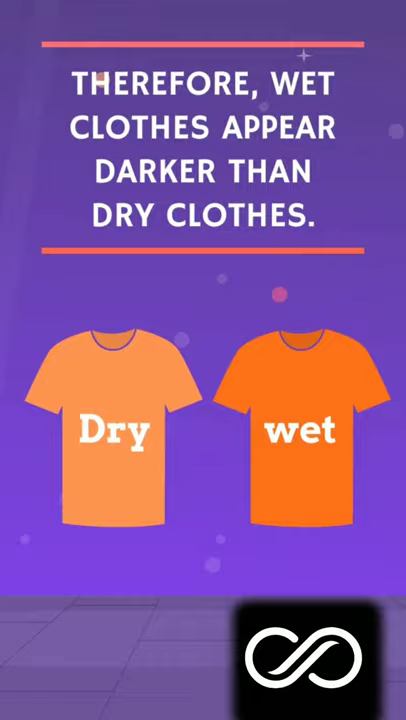 THEREFORE, WET
CLOTHES APPEAR
DARKER THAN
DRY CLOTHES.
Dry
wet